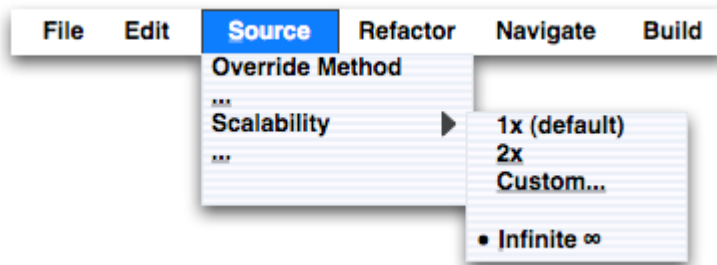 File Edit Source Refactor Navigate Build
Override Method
...
Scalability
...
1x (default)
2x
Custom...
• Infinite ∞